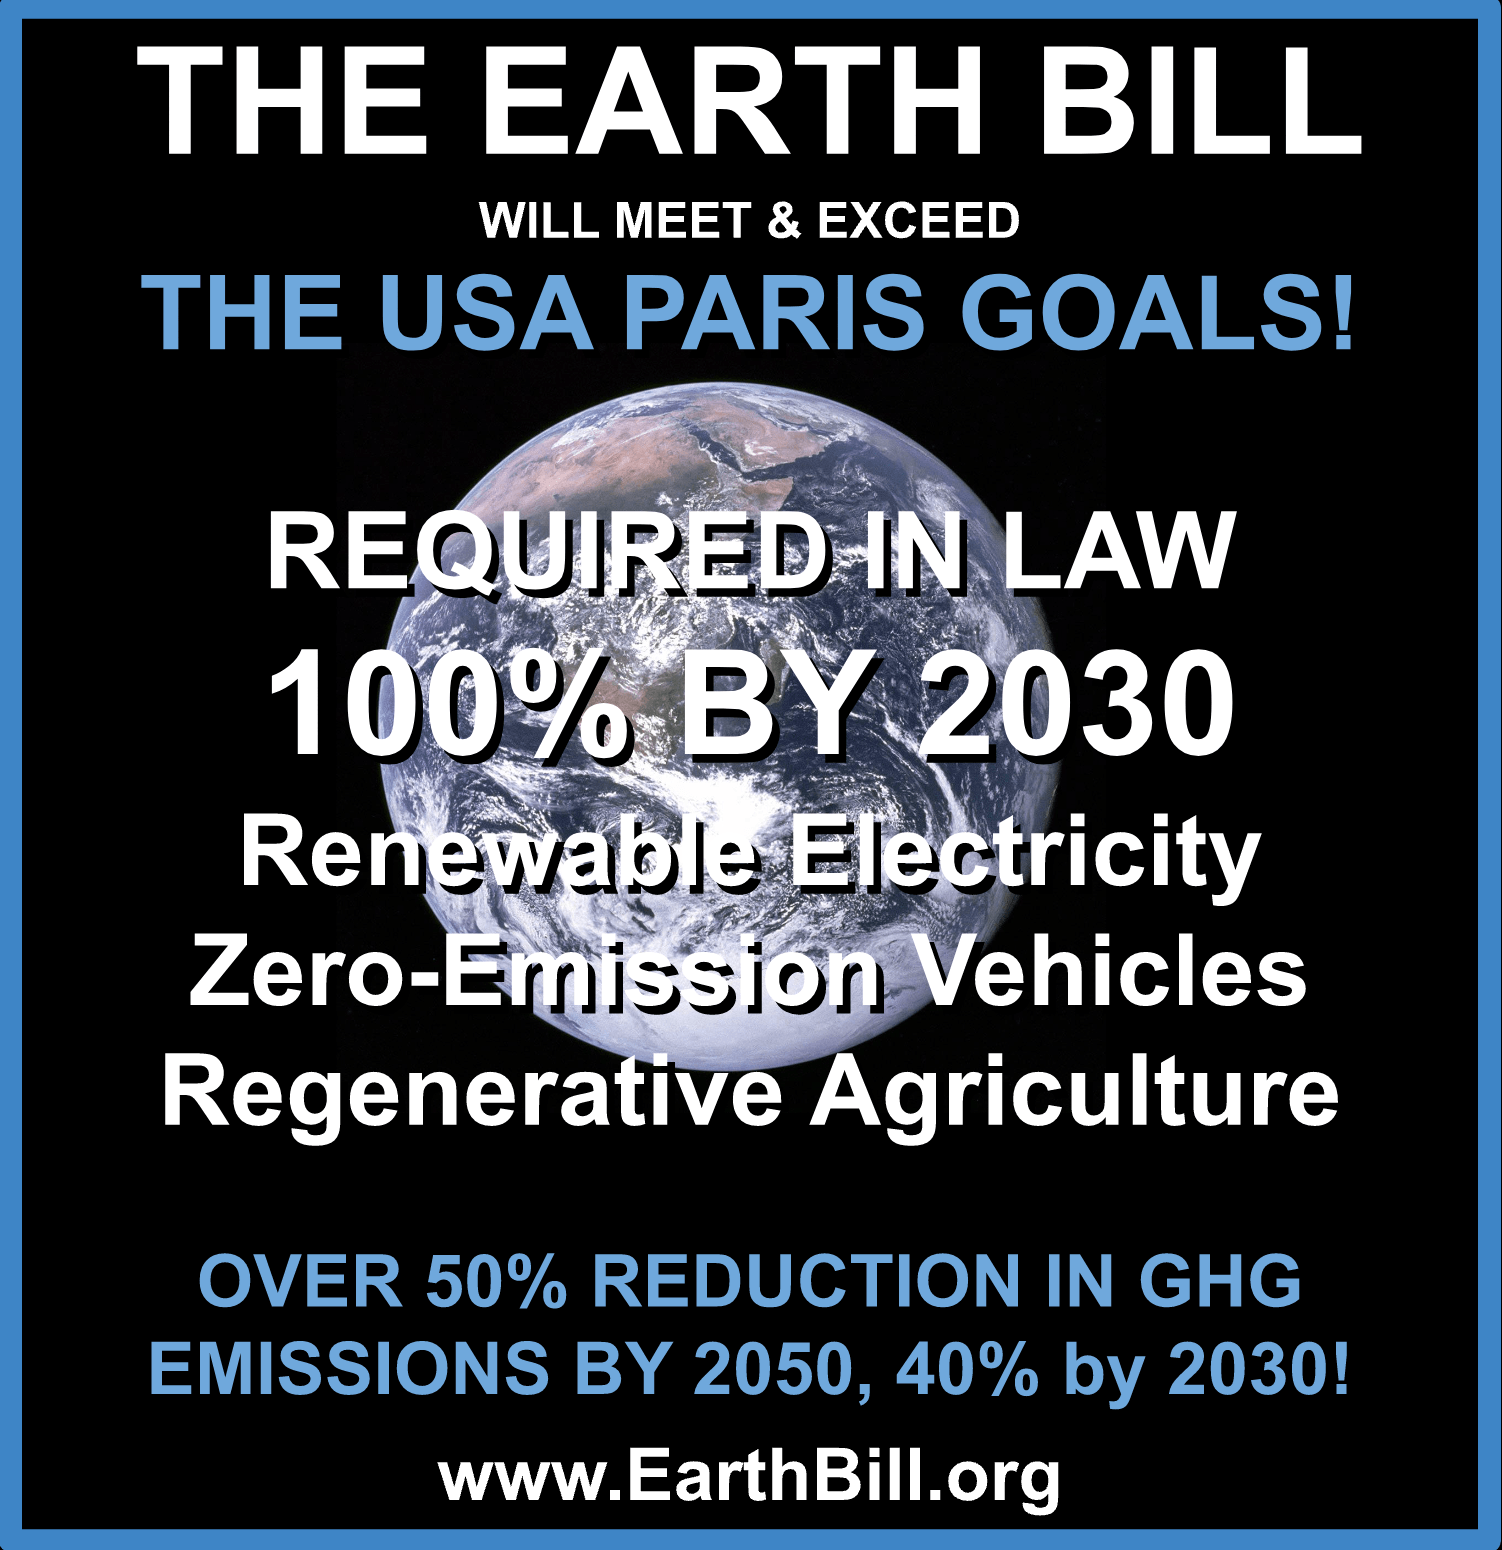 THE EARTH BILL
WILL MEET & EXCEED
THE USA PARIS GOALS!
REQUIRED IN LAW
100% BY 2030
Renewable Electricity
Zero-Emission Vehicles
Regenerative Agriculture
OVER 50% REDUCTION IN GHG
EMISSIONS BY 2050, 40% by 2030!
www.EarthBill.org